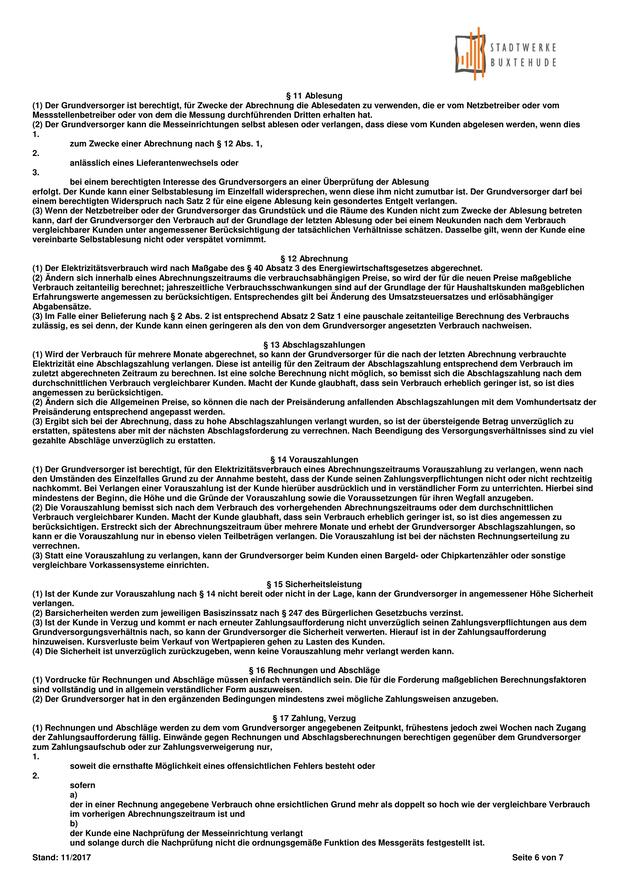 STADTWERKE
BUXTEHUDE
§ 11 Ablesung
(1) Der Grundversorger ist berechtigt, für Zwecke der Abrechnung die Ablesedaten zu verwenden, die er vom Netzbetreiber oder vom
Messstellenbetreiber oder von dem die Messung durchführenden Dritten erhalten hat.
(2) Der Grundversorger kann die Messeinrichtungen selbst ablesen oder verlangen, dass diese vom Kunden abgelesen werden, wenn dies
1.
zum Zwecke einer Abrechnung nach § 12 Abs. 1,
2.
anlässlich eines Lieferantenwechsels oder
3.
bei einem berechtigten Interesse des Grundversorgers an einer Überprüfung der Ablesung
erfolgt. Der Kunde kann einer Selbstablesung im Einzelfall widersprechen, wenn diese ihm nicht zumutbar ist. Der Grundversorger darf bei
einem berechtigten Widerspruch nach Satz 2 für eine eigene Ablesung kein gesondertes Entgelt verlangen.
(3) Wenn der Netzbetreiber oder der Grundversorger das Grundstück und die Räume des Kunden nicht zum Zwecke der Ablesung betreten
kann, darf der Grundversorger den Verbrauch auf der Grundlage der letzten Ablesung oder bei einem Neukunden nach dem Verbrauch
vergleichbarer Kunden unter angemessener Berücksichtigung der tatsächlichen Verhältnisse schätzen. Dasselbe gilt, wenn der Kunde eine
vereinbarte Selbstablesung nicht oder verspätet vornimmt.
§ 12 Abrechnung
(1) Der Elektrizitätsverbrauch wird nach Maßgabe des § 40 Absatz 3 des Energiewirtschaftsgesetzes abgerechnet.
(2) Ändern sich innerhalb eines Abrechnungszeitraums die verbrauchsabhängigen Preise, so wird der für die neuen Preise maßgebliche
Verbrauch zeitanteilig berechnet; jahreszeitliche Verbrauchsschwankungen sind auf der Grundlage der für Haushaltskunden maßgeblichen
Erfahrungswerte angemessen zu berücksichtigen. Entsprechendes gilt bei Änderung des Umsatzsteuersatzes und erlösabhängiger
Abgabensätze.
(3) Im Falle einer Belieferung nach § 2 Abs. 2 ist entsprechend Absatz 2 Satz 1 eine pauschale zeitanteilige Berechnung des Verbrauchs
zulässig, es sei denn, der Kunde kann einen geringeren als den von dem Grundversorger angesetzten Verbrauch nachweisen.
§ 13 Abschlagszahlungen
(1) Wird der Verbrauch für mehrere Monate abgerechnet, so kann der Grundversorger für die nach der letzten Abrechnung verbrauchte
Elektrizität eine Abschlagszahlung verlangen. Diese ist anteilig für den Zeitraum der Abschlagszahlung entsprechend dem Verbrauch im
zuletzt abgerechneten Zeitraum zu berechnen. Ist eine solche Berechnung nicht möglich, so bemisst sich die Abschlagszahlung nach dem
durchschnittlichen Verbrauch vergleichbarer Kunden. Macht der Kunde glaubhaft, dass sein Verbrauch erheblich geringer ist, so ist dies
angemessen zu berücksichtigen.
(2) Ändern sich die Allgemeinen Preise, so können die nach der Preisänderung anfallenden Abschlagszahlungen mit dem Vomhundertsatz der
Preisänderung entsprechend angepasst werden.
(3) Ergibt sich bei der Abrechnung, dass zu hohe Abschlagszahlungen verlangt wurden, so ist der übersteigende Betrag unverzüglich zu
erstatten, spätestens aber mit der nächsten Abschlagsforderung zu verrechnen. Nach Beendigung des Versorgungsverhältnisses sind zu viel
gezahlte Abschläge unverzüglich zu erstatten.
§ 14 Vorauszahlungen
(1) Der Grundversorger ist berechtigt, für den Elektrizitätsverbrauch eines Abrechnungszeitraums Vorauszahlung zu verlangen, wenn nach
den Umständen des Einzelfalles Grund zu der Annahme besteht, dass der Kunde seinen Zahlungsverpflichtungen nicht oder nicht rechtzeitig
nachkommt. Bei Verlangen einer Vorauszahlung ist der Kunde hierüber ausdrücklich und in verständlicher Form zu unterrichten. Hierbei sind
mindestens der Beginn, die Höhe und die Gründe der Vorauszahlung sowie die Voraussetzungen für ihren Wegfall anzugeben.
(2) Die Vorauszahlung bemisst sich nach dem Verbrauch des vorhergehenden Abrechnungszeitraums oder dem durchschnittlichen
Verbrauch vergleichbarer Kunden. Macht der Kunde glaubhaft, dass sein Verbrauch erheblich geringer ist, so ist dies angemessen zu
berücksichtigen. Erstreckt sich der Abrechnungszeitraum über mehrere Monate und erhebt der Grundversorger Abschlagszahlungen, so
kann er die Vorauszahlung nur in ebenso vielen Teilbeträgen verlangen. Die Vorauszahlung ist bei der nächsten Rechnungserteilung zu
verrechnen.
(3) Statt eine Vorauszahlung zu verlangen, kann der Grundversorger beim Kunden einen Bargeld- oder Chipkartenzähler oder sonstige
vergleichbare Vorkassensysteme einrichten.
§ 15 Sicherheitsleistung
(1) Ist der Kunde zur Vorauszahlung nach § 14 nicht bereit oder nicht in der Lage, kann der Grundversorger in angemessener Höhe Sicherheit
verlangen.
(2) Barsicherheiten werden zum jeweiligen Basiszinssatz nach § 247 des Bürgerlichen Gesetzbuchs verzinst.
(3) Ist der Kunde in Verzug und kommt er nach erneuter Zahlungsaufforderung nicht unverzüglich seinen Zahlungsverpflichtungen aus dem
Grundversorgungsverhältnis nach, so kann der Grundversorger die Sicherheit verwerten. Hierauf ist in der Zahlungsaufforderung
hinzuweisen. Kursverluste beim Verkauf von Wertpapieren gehen zu Lasten des Kunden.
(4) Die Sicherheit ist unverzüglich zurückzugeben, wenn keine Vorauszahlung mehr verlangt werden kann.
§ 16 Rechnungen und Abschläge
(1) Vordrucke für Rechnungen und Abschläge müssen einfach verständlich sein. Die für die Forderung maßgeblichen Berechnungsfaktoren
sind vollständig und in allgemein verständlicher Form auszuweisen.
(2) Der Grundversorger hat in den ergänzenden Bedingungen mindestens zwei mögliche Zahlungsweisen anzugeben.
§ 17 Zahlung, Verzug
(1) Rechnungen und Abschläge werden zu dem vom Grundversorger angegebenen Zeitpunkt, frühestens jedoch zwei Wochen nach Zugang
der Zahlungsaufforderung fällig. Einwände gegen Rechnungen und Abschlagsberechnungen berechtigen gegenüber dem Grundversorger
zum Zahlungsaufschub oder zur Zahlungsverweigerung nur,
1.
soweit die ernsthafte Möglichkeit eines offensichtlichen Fehlers besteht oder
2.
sofern
a)
der in einer Rechnung angegebene Verbrauch ohne ersichtlichen Grund mehr als doppelt so hoch wie der vergleichbare Verbrauch
im vorherigen Abrechnungszeitraum ist und
b)
der Kunde eine Nachprüfung der Messeinrichtung verlangt
und solange durch die Nachprüfung nicht die ordnungsgemäße Funktion des Messgeräts festgestellt ist.
Stand: 11/2017 Seite 6 von 7